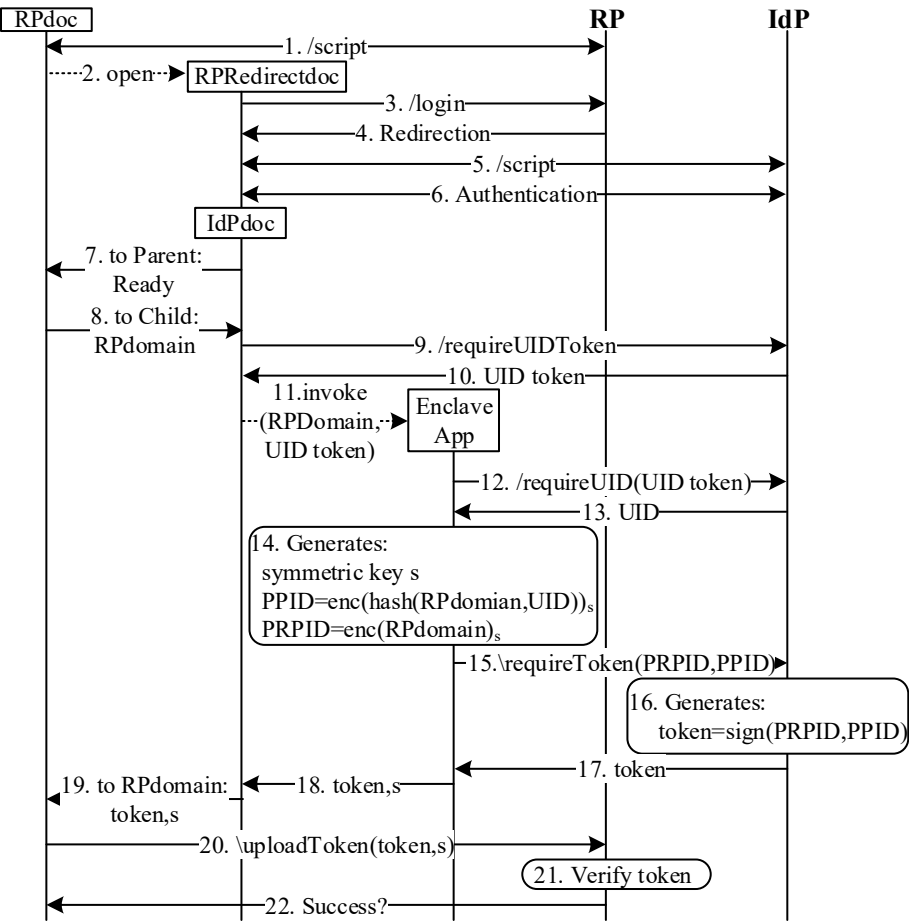 RPdoc
RP
IdP
1. /script
2. open
RPRedirectdoc
3. /login
4. Redirection
5. /script
6. Authentication
IdPdoc
7. to Parent:
Ready
8. to Child:
RPdomain
9. /requireUIDToken
10. UID token
11.invoke
(RPDomain,
UID token)
Enclave
App
12. /requireUID(UID token)
13. UID
14. Generates:
symmetric key s
PPID=enc(hash(RPdomian,UID))ₛ
PRPID=enc(RPdomain)ₛ
15.\requireToken(PRPID,PPID)
16. Generates:
token=sign(PRPID,PPID)
17. token
18. token,s
19. to RPdomain:
token,s
20. \uploadToken(token,s)
21. Verify token
22. Success?